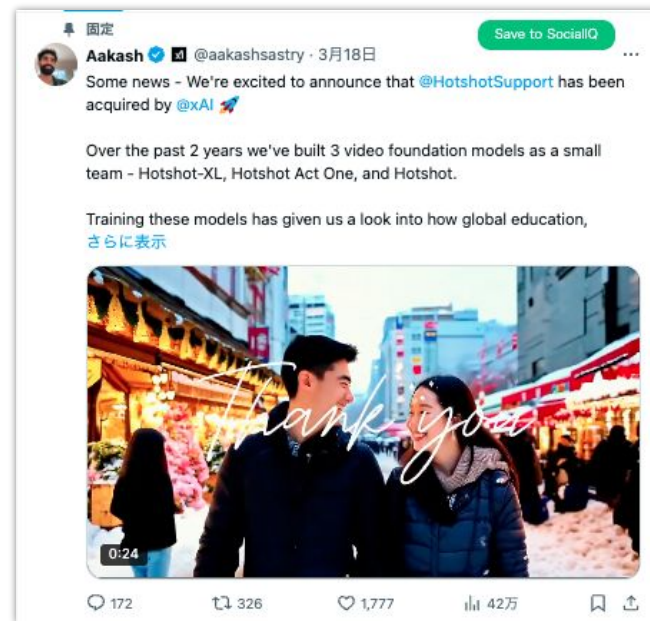 固定
Save to SocialIQ
Aakash xI @aakashsastry · 3月18日
Some news - We're excited to announce that @HotshotSupport has been
acquired by @xAI 🚀
Over the past 2 years we've built 3 video foundation models as a small
team - Hotshot-XL, Hotshot Act One, and Hotshot.
Training these models has given us a look into how global education,
さらに表示
Thank you
0:24
172 326 1,777 42万